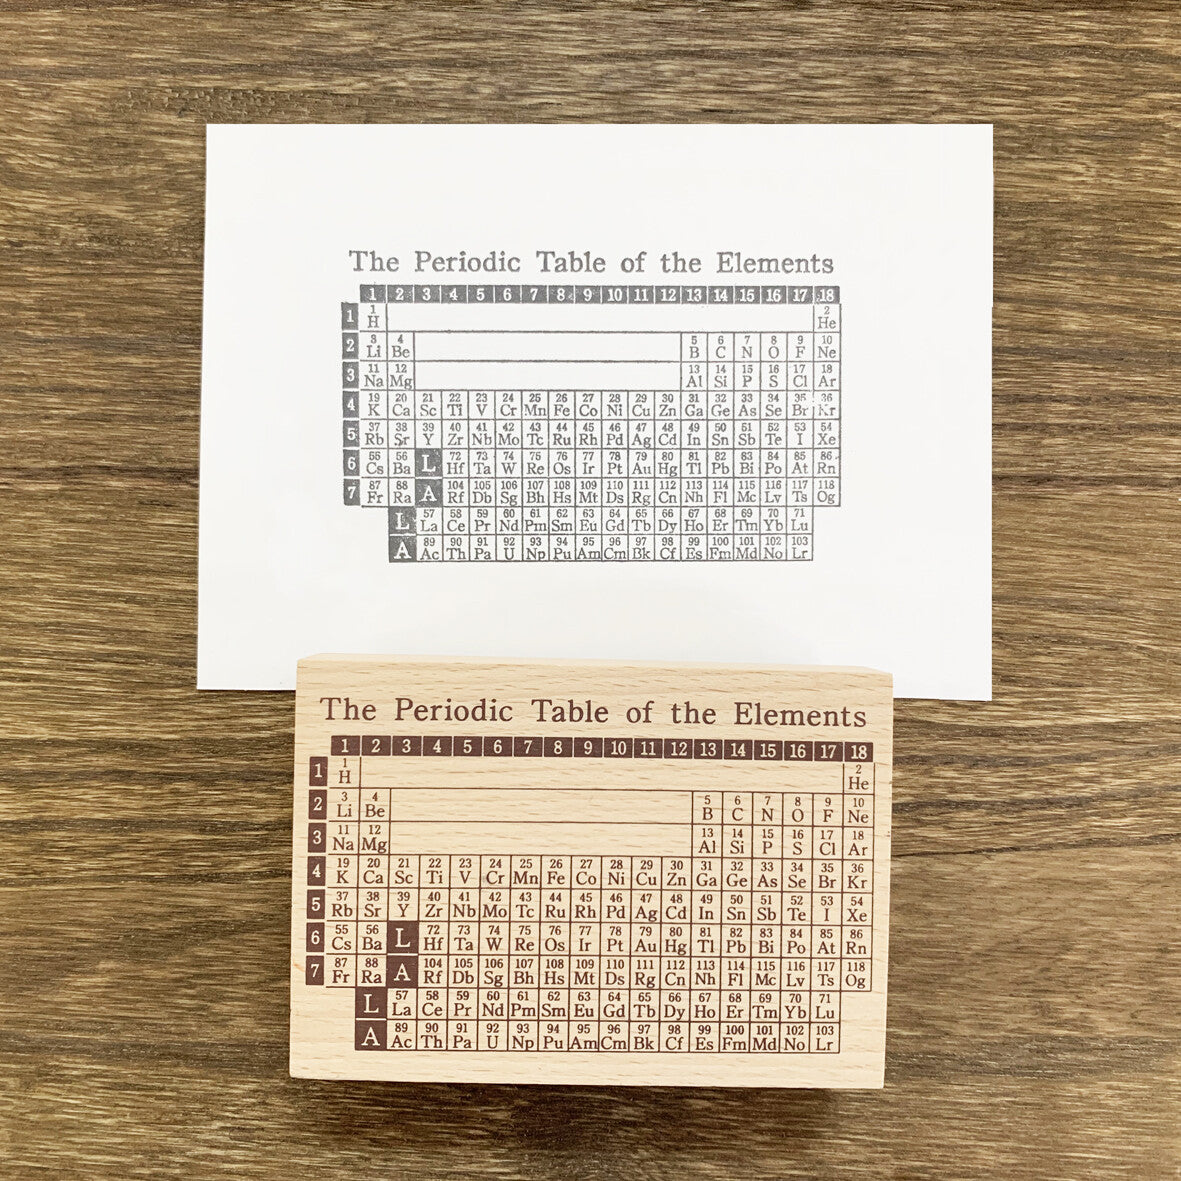 The Periodic Table of the Elements
1 2 3 4 5 6 7 8 9 10 11 12 13 14 15 16 17 18
1 1 2
H He
2 3 4 5 6 7 8 9 10
Li Be B C N O F Ne
3 11 12 13 14 15 16 17 18
Na Mg Al Si P S Cl Ar
4 19 20 21 22 23 24 25 26 27 28 29 30 31 32 33 34 35 36
K Ca Sc Ti V Cr Mn Fe Co Ni Cu Zn Ga Ge As Se Br Kr
5 37 38 39 40 41 42 43 44 45 46 47 48 49 50 51 52 53 54
Rb Sr Y Zr Nb Mo Tc Ru Rh Pd Ag Cd In Sn Sb Te I Xe
6 55 56 L 72 73 74 75 76 77 78 79 80 81 82 83 84 85 86
Cs Ba Hf Ta W Re Os Ir Pt Au Hg Tl Pb Bi Po At Rn
7 87 88 A 104 105 106 107 108 109 110 111 112 113 114 115 116 117 118
Fr Ra Rf Db Sg Bh Hs Mt Ds Rg Cn Nh Fl Mc Lv Ts Og
L 57 58 59 60 61 62 63 64 65 66 67 68 69 70 71
La Ce Pr Nd Pm Sm Eu Gd Tb Dy Ho Er Tm Yb Lu
A 89 90 91 92 93 94 95 96 97 98 99 100 101 102 103
Ac Th Pa U Np Pu Am Cm Bk Cf Es Fm Md No Lr
The Periodic Table of the Elements
1 2 3 4 5 6 7 8 9 10 11 12 13 14 15 16 17 18
1 1 2
H He
2 3 4 5 6 7 8 9 10
Li Be B C N O F Ne
3 11 12 13 14 15 16 17 18
Na Mg Al Si P S Cl Ar
4 19 20 21 22 23 24 25 26 27 28 29 30 31 32 33 34 35 36
K Ca Sc Ti V Cr Mn Fe Co Ni Cu Zn Ga Ge As Se Br Kr
5 37 38 39 40 41 42 43 44 45 46 47 48 49 50 51 52 53 54
Rb Sr Y Zr Nb Mo Tc Ru Rh Pd Ag Cd In Sn Sb Te I Xe
6 55 56 L 72 73 74 75 76 77 78 79 80 81 82 83 84 85 86
Cs Ba Hf Ta W Re Os Ir Pt Au Hg Tl Pb Bi Po At Rn
7 87 88 A 104 105 106 107 108 109 110 111 112 113 114 115 116 117 118
Fr Ra Rf Db Sg Bh Hs Mt Ds Rg Cn Nh Fl Mc Lv Ts Og
L 57 58 59 60 61 62 63 64 65 66 67 68 69 70 71
La Ce Pr Nd Pm Sm Eu Gd Tb Dy Ho Er Tm Yb Lu
A 89 90 91 92 93 94 95 96 97 98 99 100 101 102 103
Ac Th Pa U Np Pu Am Cm Bk Cf Es Fm Md No Lr